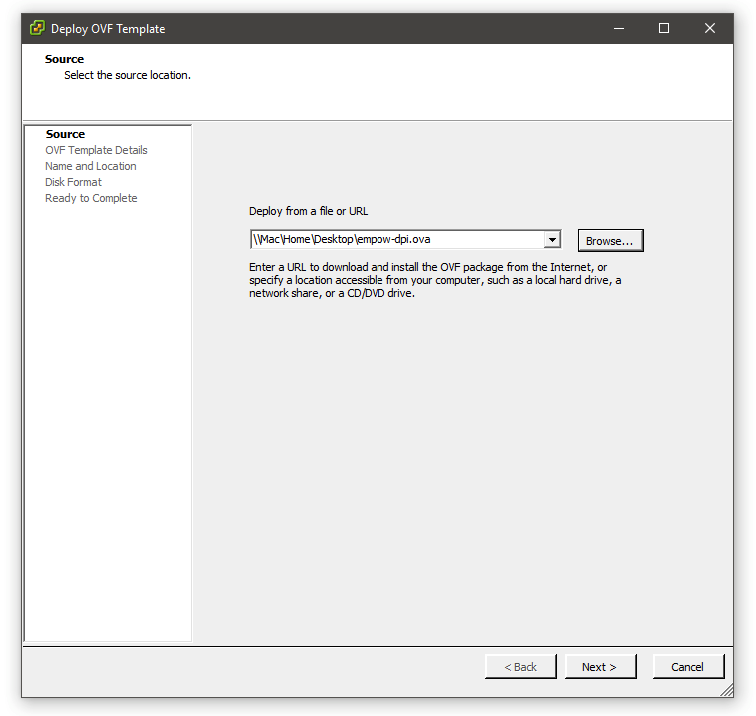 Deploy OVF Template
Source
Select the source location.
Source
OVF Template Details
Name and Location
Disk Format
Ready to Complete
Deploy from a file or URL
\\Mac\Home\Desktop\empow-dpi.ova
Browse...
Enter a URL to download and install the OVF package from the Internet, or
specify a location accessible from your computer, such as a local hard drive, a
network share, or a CD/DVD drive.
< Back
Next >
Cancel